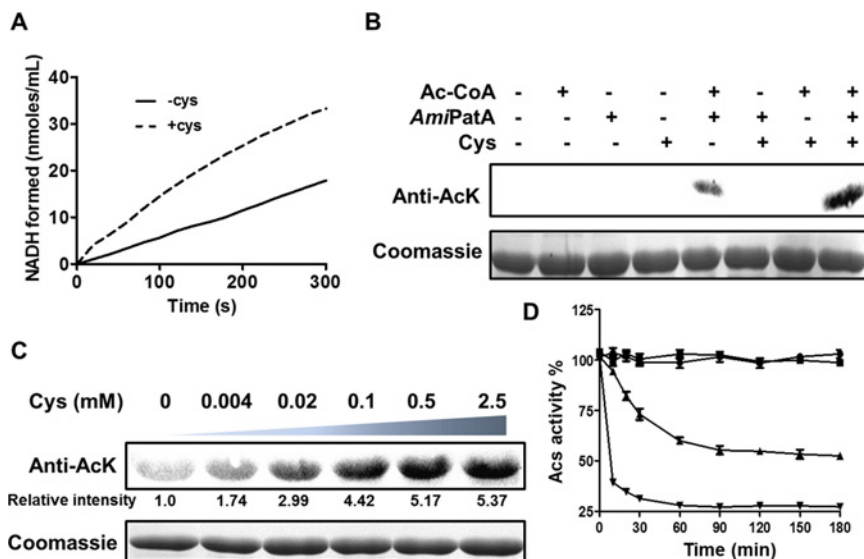 A
NADH formed (nmoles/mL)
40
30
20
10
0
-cys
+cys
0 100 200 300
Time (s)
B
Ac-CoA - + - - + - + +
AmiPatA - - + - + + - +
Cys - - - + - + + +
Anti-AcK
Coomassie
C
Cys (mM) 0 0.004 0.02 0.1 0.5 2.5
Anti-AcK
Relative intensity 1.0 1.74 2.99 4.42 5.17 5.37
Coomassie
D
Acs activity %
125
100
75
50
25
0 30 60 90 120 150 180
Time (min)